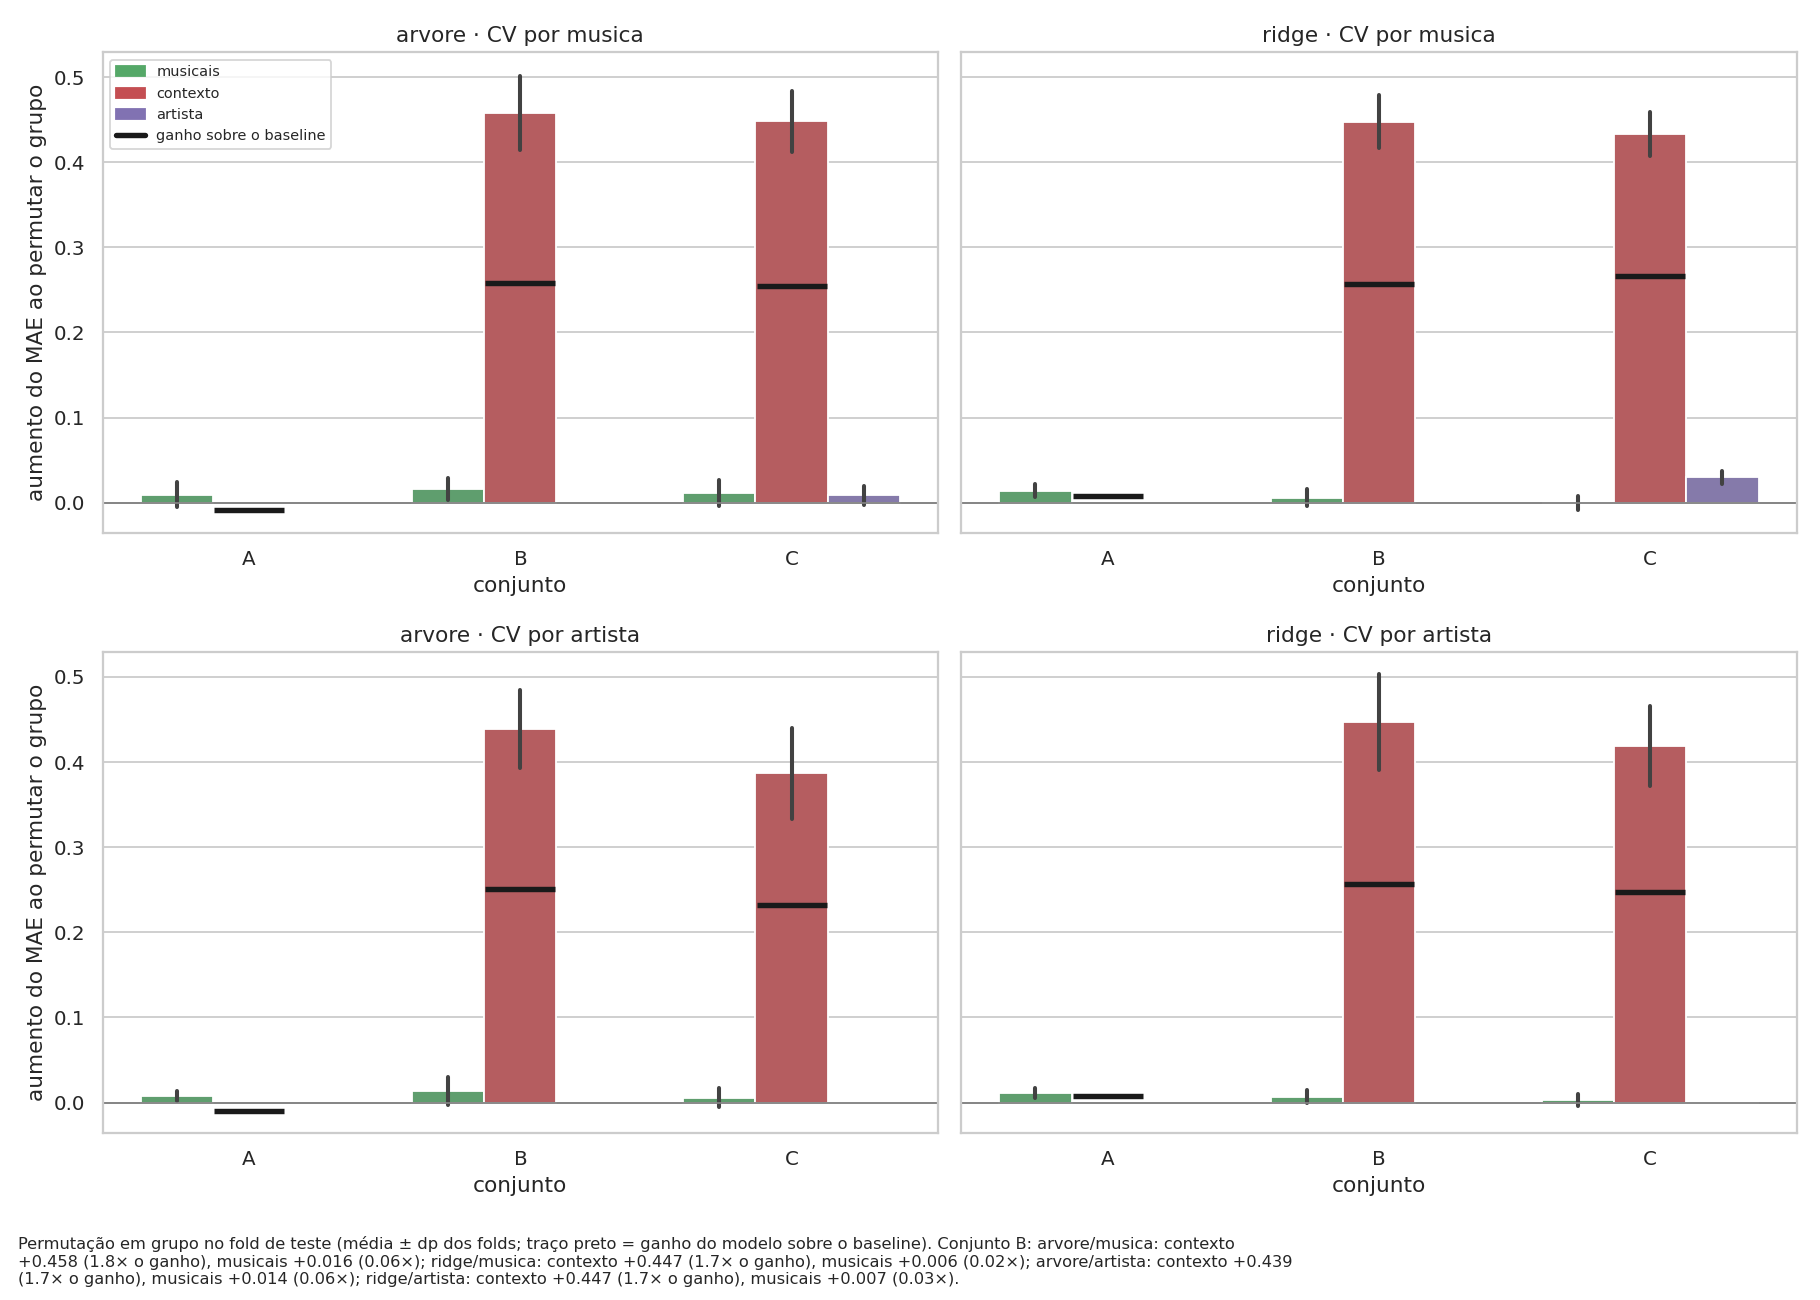 arvore · CV por musica
ridge · CV por musica
aumento do MAE ao permutar o grupo
0.5
0.4
0.3
0.2
0.1
0.0
musicais
contexto
artista
ganho sobre o baseline
A
B
C
conjunto
A
B
C
conjunto
arvore · CV por artista
ridge · CV por artista
aumento do MAE ao permutar o grupo
0.5
0.4
0.3
0.2
0.1
0.0
A
B
C
conjunto
A
B
C
conjunto
Permutação em grupo no fold de teste (média ± dp dos folds; traço preto = ganho do modelo sobre o baseline). Conjunto B: arvore/musica: contexto
+0.458 (1.8× o ganho), musicais +0.016 (0.06×); ridge/musica: contexto +0.447 (1.7× o ganho), musicais +0.006 (0.02×); arvore/artista: contexto +0.439
(1.7× o ganho), musicais +0.014 (0.06×); ridge/artista: contexto +0.447 (1.7× o ganho), musicais +0.007 (0.03×).